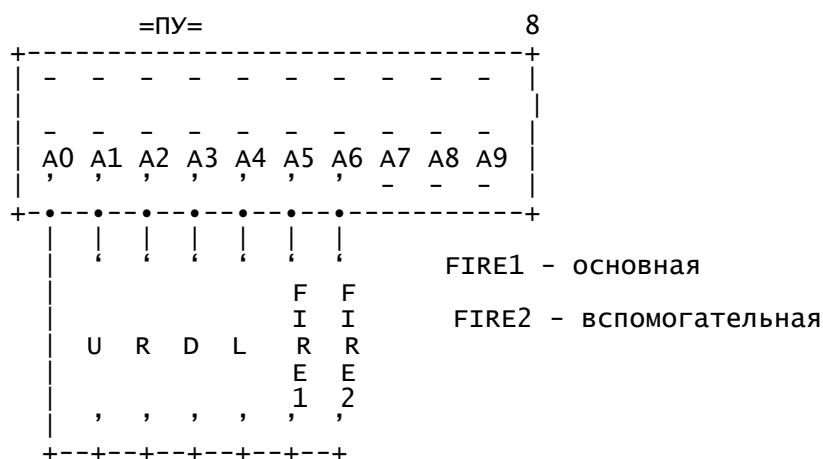 =ПУ= 8
+-------------------------------+
| - - - - - - - - - - |
| |
| - - - - - - - - - - |
| A0 A1 A2 A3 A4 A5 A6 A7 A8 A9 |
| ’ ’ ’ ’ ’ ’ ’ - - - |
+-•--•--•--•--•--•--•-----------+
| | | | | | |
| ‘ ‘ ‘ ‘ ‘ ‘ FIRE1 - основная
| F F
| I I FIRE2 - вспомогательная
| U R D L R R
| E E
| 1 2
| ’ ’ ’ ’ ’ ’
+--+--+--+--+--+--+